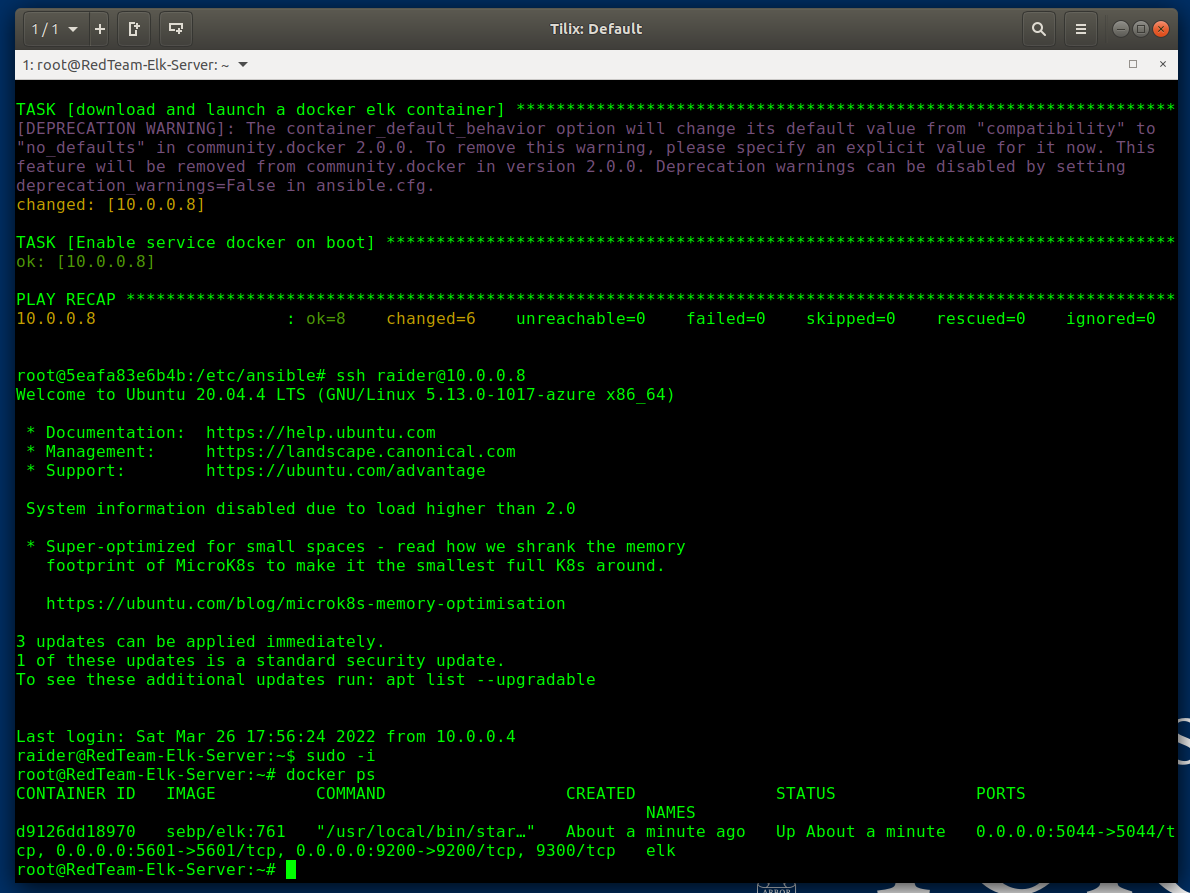 1 / 1
Tilix: Default
1: root@RedTeam-Elk-Server: ~
TASK [download and launch a docker elk container] ******************************************************************
[DEPRECATION WARNING]: The container_default_behavior option will change its default value from "compatibility" to
"no_defaults" in community.docker 2.0.0. To remove this warning, please specify an explicit value for it now. This
feature will be removed from community.docker in version 2.0.0. Deprecation warnings can be disabled by setting
deprecation_warnings=False in ansible.cfg.
changed: [10.0.0.8]
TASK [Enable service docker on boot] *******************************************************************************
ok: [10.0.0.8]
PLAY RECAP *********************************************************************************************************
10.0.0.8                   : ok=8    changed=6    unreachable=0    failed=0    skipped=0    rescued=0    ignored=0
root@5eafa83e6b4b:/etc/ansible# ssh raider@10.0.0.8
Welcome to Ubuntu 20.04.4 LTS (GNU/Linux 5.13.0-1017-azure x86_64)
 * Documentation:  https://help.ubuntu.com
 * Management:     https://landscape.canonical.com
 * Support:        https://ubuntu.com/advantage
 System information disabled due to load higher than 2.0
 * Super-optimized for small spaces - read how we shrank the memory
   footprint of MicroK8s to make it the smallest full K8s around.
   https://ubuntu.com/blog/microk8s-memory-optimisation
3 updates can be applied immediately.
1 of these updates is a standard security update.
To see these additional updates run: apt list --upgradable
Last login: Sat Mar 26 17:56:24 2022 from 10.0.0.4
raider@RedTeam-Elk-Server:~$ sudo -i
root@RedTeam-Elk-Server:~# docker ps
CONTAINER ID   IMAGE          COMMAND                  CREATED              STATUS              PORTS
                                                               NAMES
d9126dd18970   sebp/elk:761   "/usr/local/bin/star…"   About a minute ago   Up About a minute   0.0.0.0:5044->5044/t
cp, 0.0.0.0:5601->5601/tcp, 0.0.0.0:9200->9200/tcp, 9300/tcp   elk
root@RedTeam-Elk-Server:~#
ARBOR